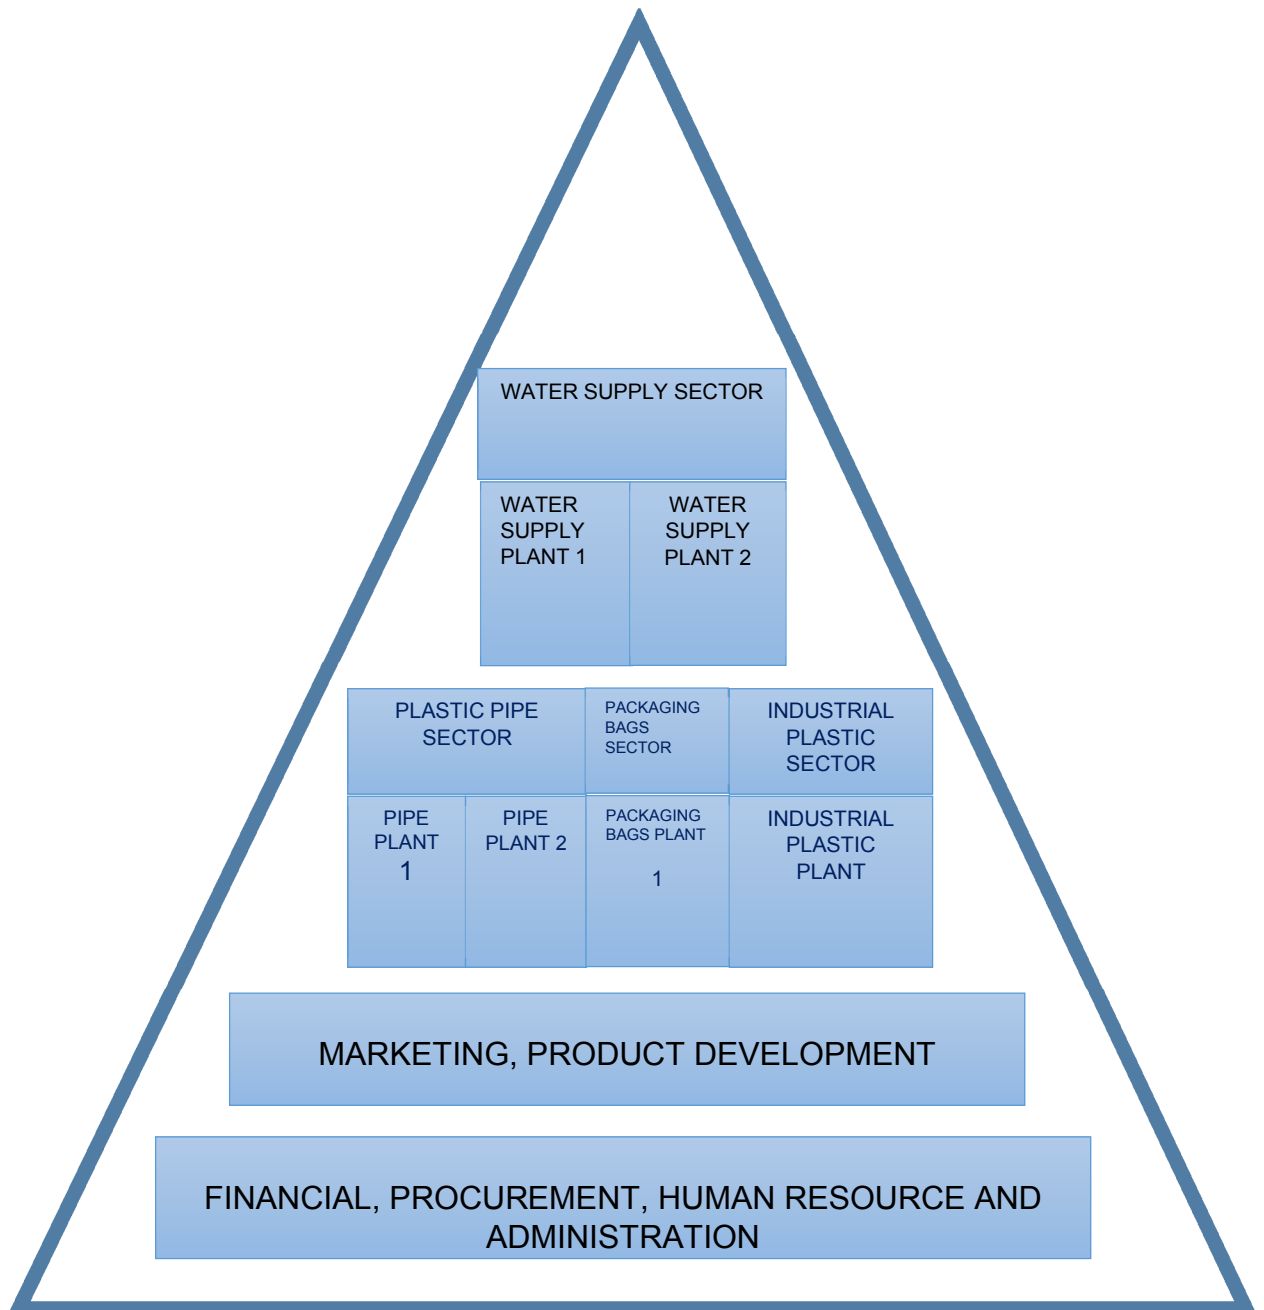 WATER SUPPLY SECTOR
WATER
SUPPLY
PLANT 1
WATER
SUPPLY
PLANT 2
PLASTIC PIPE
SECTOR
PACKAGING
BAGS
SECTOR
INDUSTRIAL
PLASTIC
SECTOR
PIPE
PLANT
1
PIPE
PLANT 2
PACKAGING
BAGS PLANT
1
INDUSTRIAL
PLASTIC
PLANT
MARKETING, PRODUCT DEVELOPMENT
FINANCIAL, PROCUREMENT, HUMAN RESOURCE AND
ADMINISTRATION